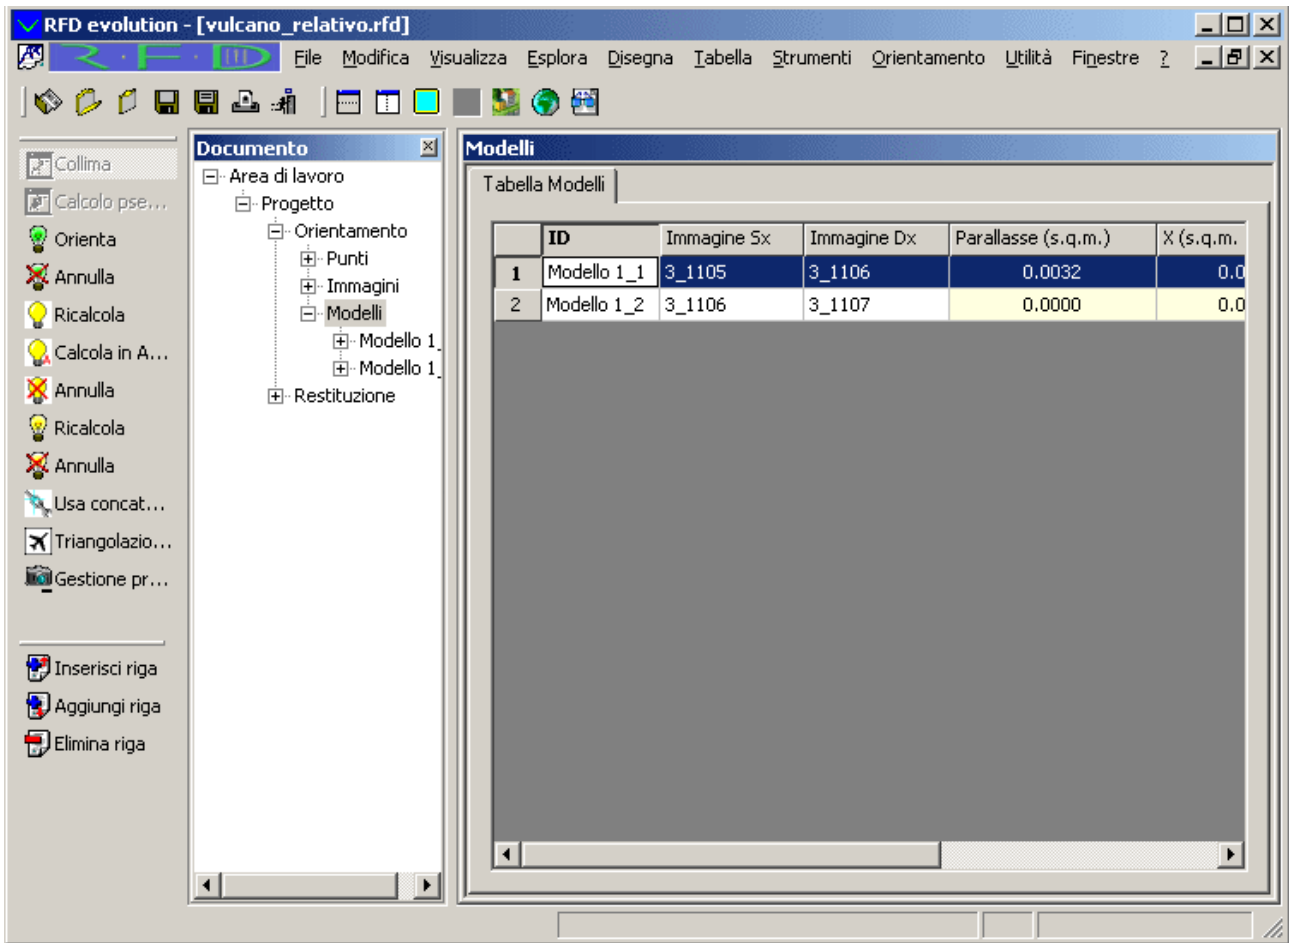 RFD evolution - [vulcano_relativo.rfd]
R·F·D File Modifica Visualizza Esplora Disegna Tabella Strumenti Orientamento Utilità Finestre ?
Collima
Calcolo pse...
Orienta
Annulla
Ricalcola
Calcola in A...
Annulla
Ricalcola
Annulla
Usa concat...
Triangolazio...
Gestione pr...
Inserisci riga
Aggiungi riga
Elimina riga
Documento
Area di lavoro
Progetto
Orientamento
Punti
Immagini
Modelli
Modello 1_
Modello 1_
Restituzione
Modelli
Tabella Modelli
ID Immagine Sx Immagine Dx Parallasse (s.q.m.) X (s.q.m.
1 Modello 1_1 3_1105 3_1106 0.0032 0.0
2 Modello 1_2 3_1106 3_1107 0.0000 0.0